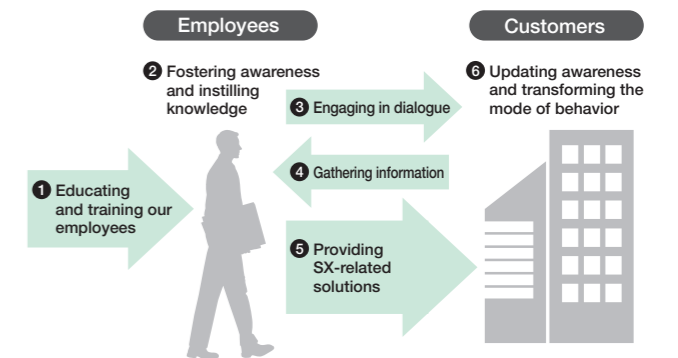 Employees
Customers
❷ Fostering awareness
and instilling
knowledge
❻ Updating awareness
and transforming the
mode of behavior
❸ Engaging in dialogue
❹ Gathering information
❶ Educating
and training our
employees
❺ Providing
SX-related
solutions